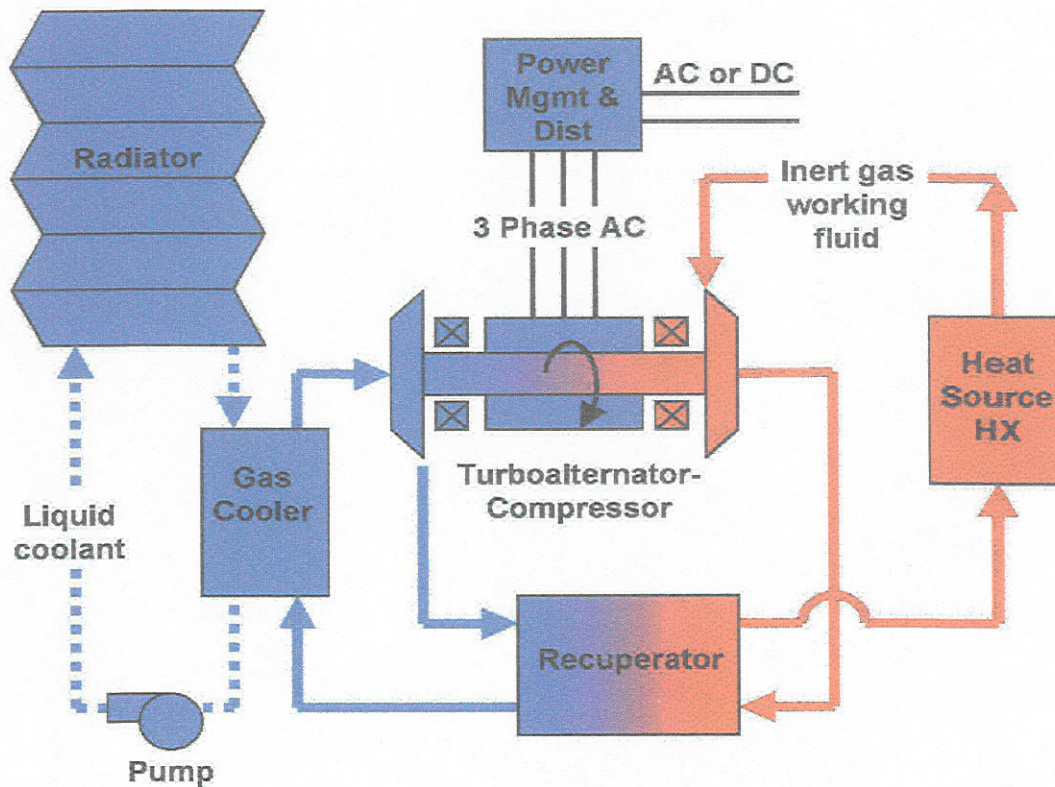 Radiator
Power
Mgmt &
Dist
AC or DC
3 Phase AC
Inert gas
working
fluid
Heat
Source
HX
Gas
Cooler
Turboalternator-
Compressor
Liquid
coolant
Recuperator
Pump